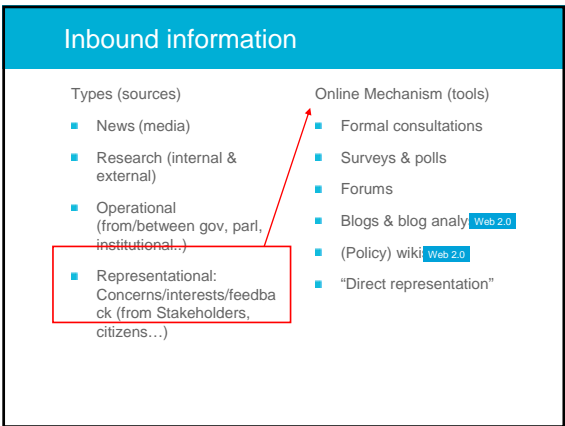 Inbound information
Types (sources)
News (media)
Research (internal &
external)
Operational
(from/between gov, parl,
institutional..)
Representational:
Concerns/interests/feedba
ck (from Stakeholders,
citizens…)
Online Mechanism (tools)
Formal consultations
Surveys & polls
Forums
Blogs & blog analy Web 2.0
(Policy) wiki Web 2.0
“Direct representation”